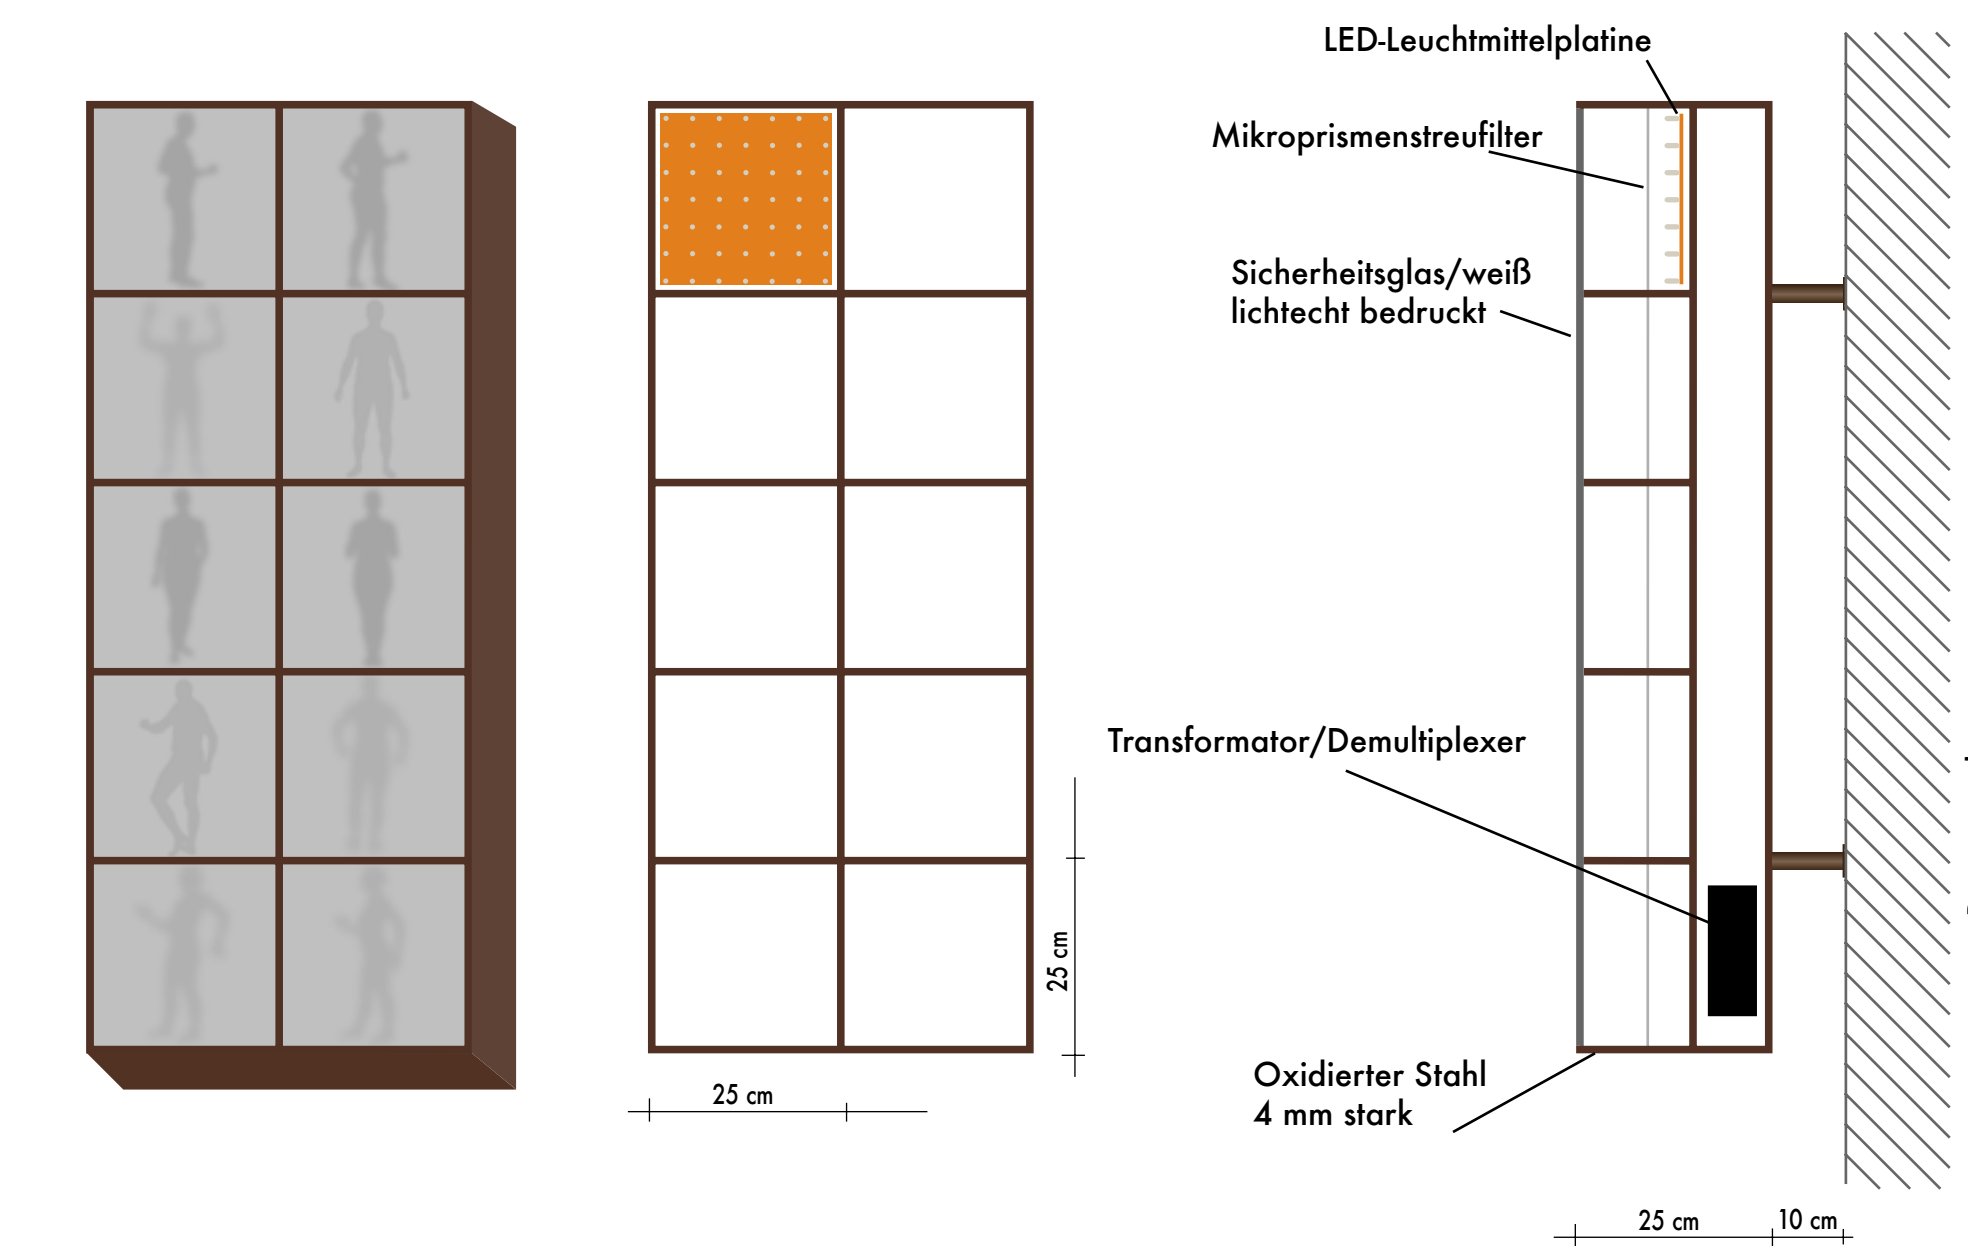 LED-Leuchtmittelplatine
Mikroprismenstreufilter
Sicherheitsglas/weiß
lichtecht bedruckt
Transformator/Demultiplexer
25 cm
Oxidierter Stahl
4 mm stark
25 cm
25 cm
10 cm